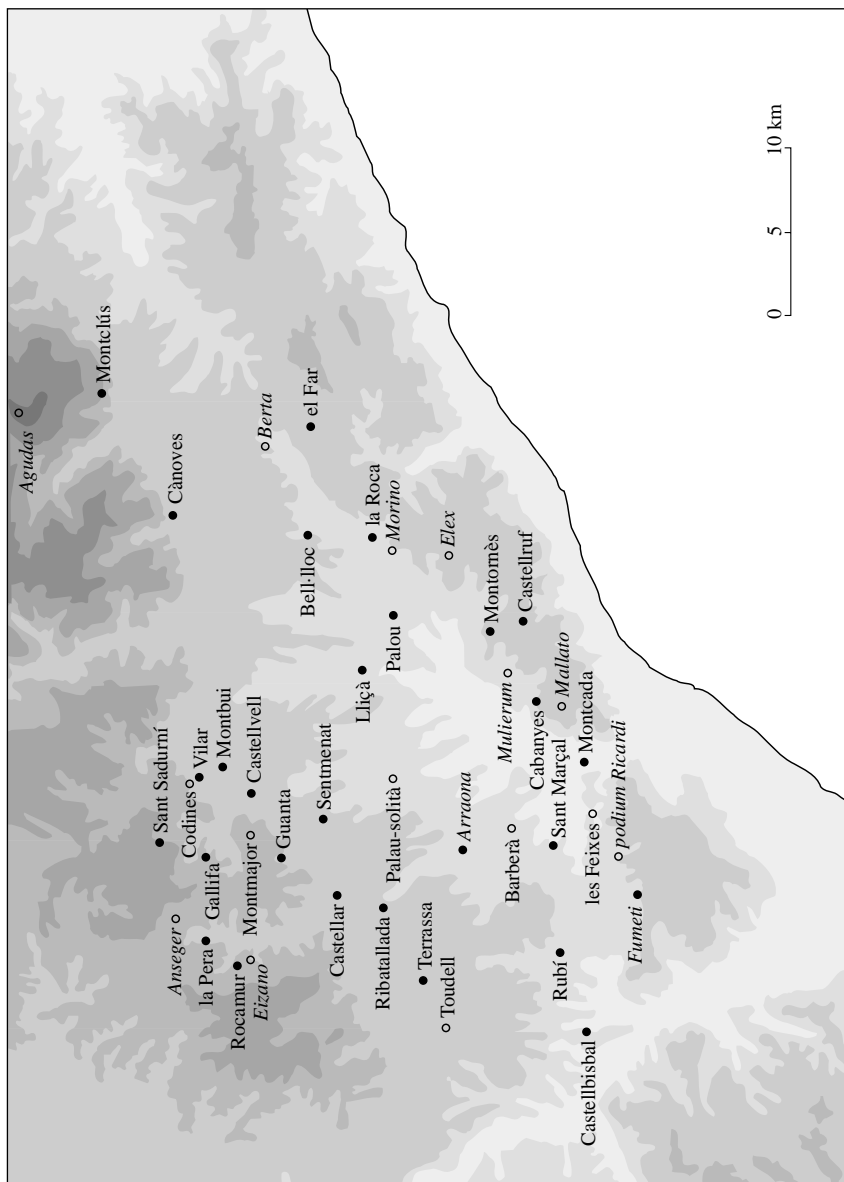 Agudas
Montclús
Sant Sadurní
Cànoves
Anseger
Codines
Vilar
la Pera
Gallifa
Montbui
Rocamur
Montmajor
Castellvell
Eizano
Berta
Guanta
Bell·lloc
el Far
Sentmenat
Castellar
Lliçà
la Roca
Ribatallada
Palau-solità
Palou
Morino
Terrassa
Toudell
Elex
Arraona
Montornès
Mulierum
Barberà
Castellruf
Cabanyes
Sant Marçal
Rubí
Mallato
Castellbisbal
Montcada
les Feixes
podium Ricardi
Fumeti
0 5 10 km